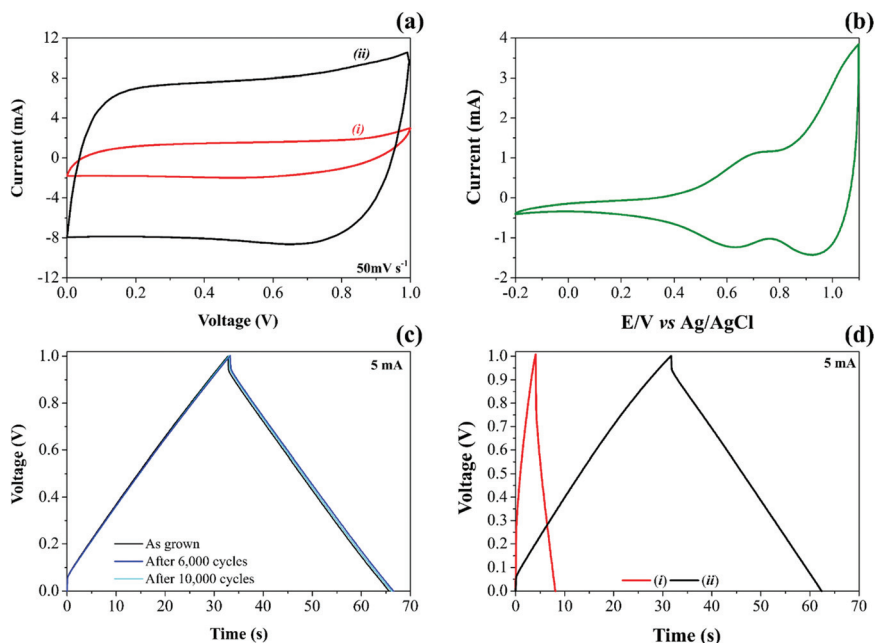 (a)
12
8
4
0
-4
-8
-12
Current (mA)
(ii)
(i)
50mV s⁻¹
0.0 0.2 0.4 0.6 0.8 1.0
Voltage (V)
(b)
4
3
2
1
0
-1
-2
Current (mA)
-0.2 0.0 0.2 0.4 0.6 0.8 1.0
E/V vs Ag/AgCl
(c)
1.0
0.8
0.6
0.4
0.2
0.0
Voltage (V)
5 mA
As grown
After 6,000 cycles
After 10,000 cycles
0 10 20 30 40 50 60 70
Time (s)
(d)
1.0
0.9
0.8
0.7
0.6
0.5
0.4
0.3
0.2
0.1
0.0
Voltage (V)
5 mA
(i) (ii)
0 10 20 30 40 50 60 70
Time (s)